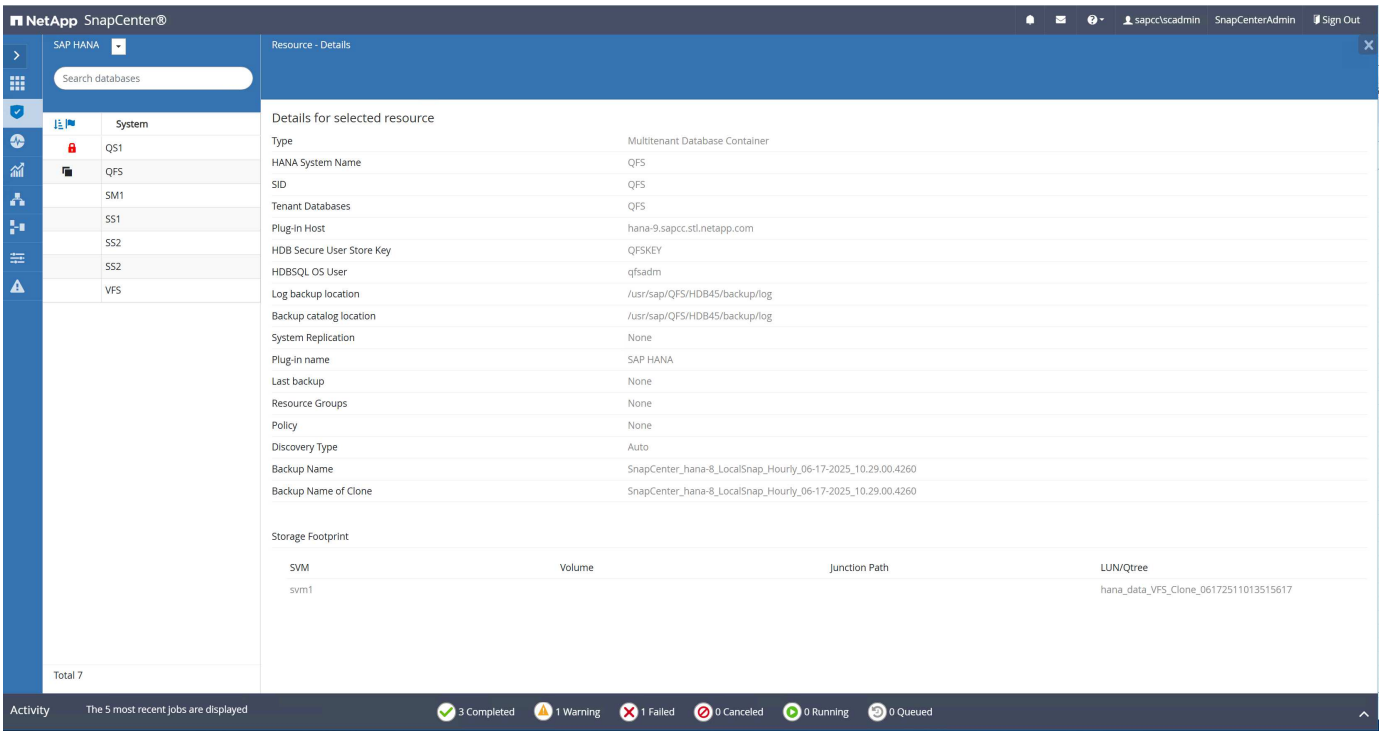 NetApp SnapCenter®
sapcc\scadmin SnapCenterAdmin Sign Out
SAP HANA
Resource - Details
Search databases
System
QS1
QFS
SM1
SS1
SS2
SS2
VFS
Total 7
Details for selected resource
Type Multitenant Database Container
HANA System Name QFS
SID QFS
Tenant Databases QFS
Plug-in Host hana-9.sapcc.stl.netapp.com
HDB Secure User Store Key QFSKEY
HDBSQL OS User qfsadm
Log backup location /usr/sap/QFS/HDB45/backup/log
Backup catalog location /usr/sap/QFS/HDB45/backup/log
System Replication None
Plug-in name SAP HANA
Last backup None
Resource Groups None
Policy None
Discovery Type Auto
Backup Name SnapCenter_hana-8_LocalSnap_Hourly_06-17-2025_10.29.00.4260
Backup Name of Clone SnapCenter_hana-8_LocalSnap_Hourly_06-17-2025_10.29.00.4260
Storage Footprint
SVM Volume Junction Path LUN/Qtree
svm1 hana_data_VFS_Clone_06172511013515617
Activity The 5 most recent jobs are displayed 3 Completed 1 Warning 1 Failed 0 Canceled 0 Running 0 Queued